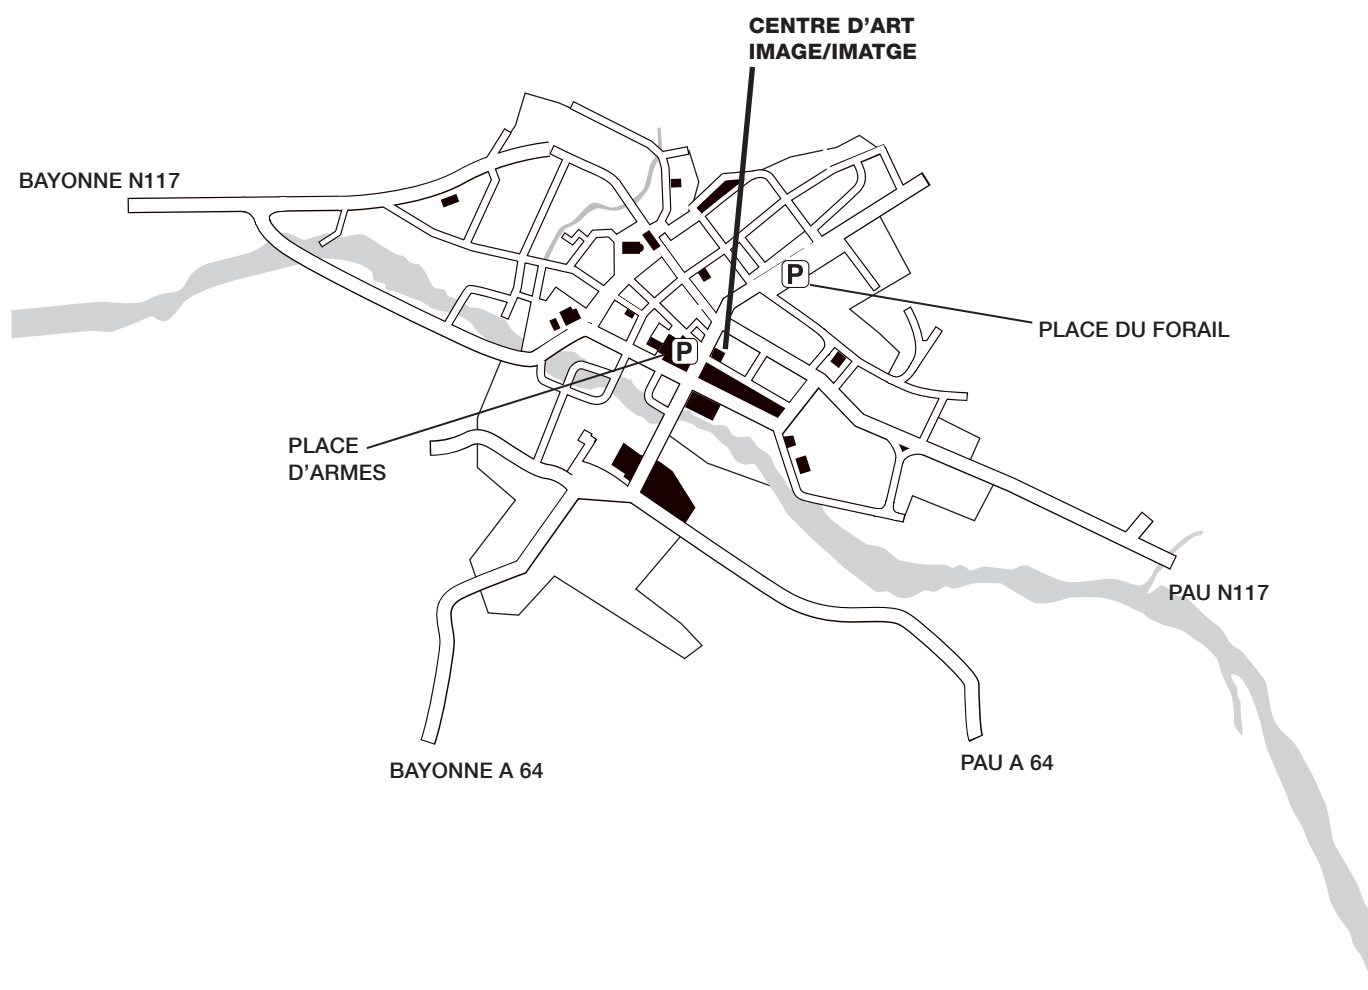 CENTRE D’ART
IMAGE/IMATGE
BAYONNE N117
P
PLACE DU FORAIL
P
PLACE
D’ARMES
PAU N117
PAU A 64
BAYONNE A 64